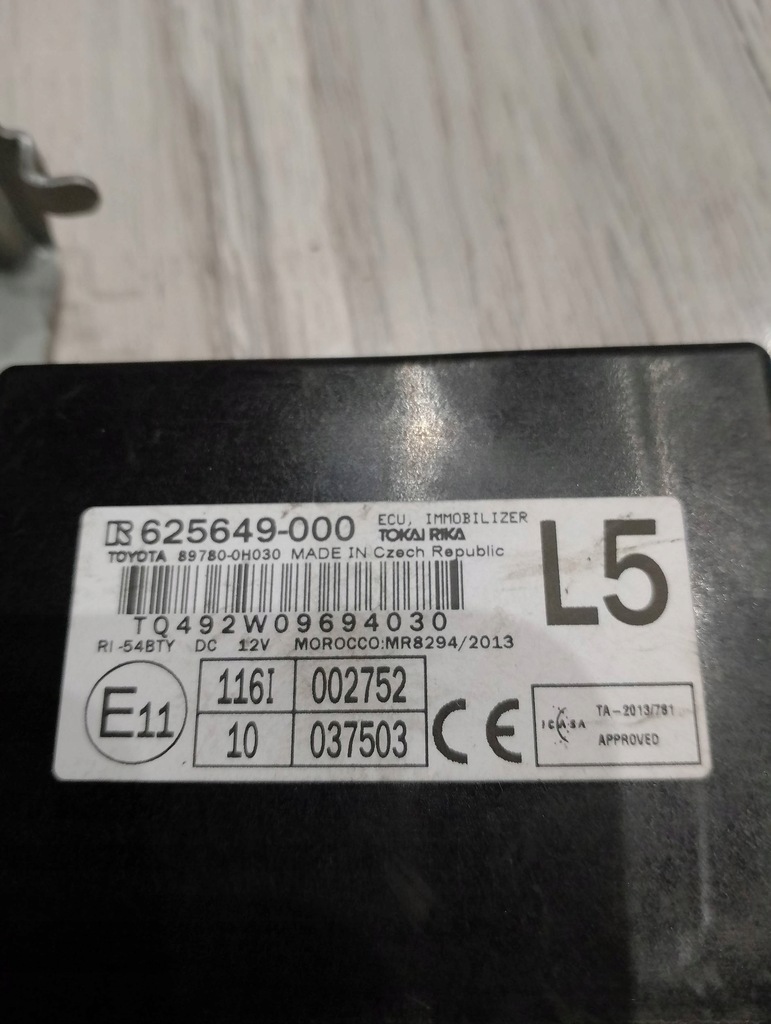 625649-000 ECU, IMMOBILIZER
TOKAI RIKA
TOYOTA 89780-0H030 MADE IN Czech Republic
L5
TQ492W09694030
RI-54BTY DC 12V MOROCCO:MR8294/2013
E11
116I 002752
10 037503
CE
ICASA
TA-2013/781
APPROVED